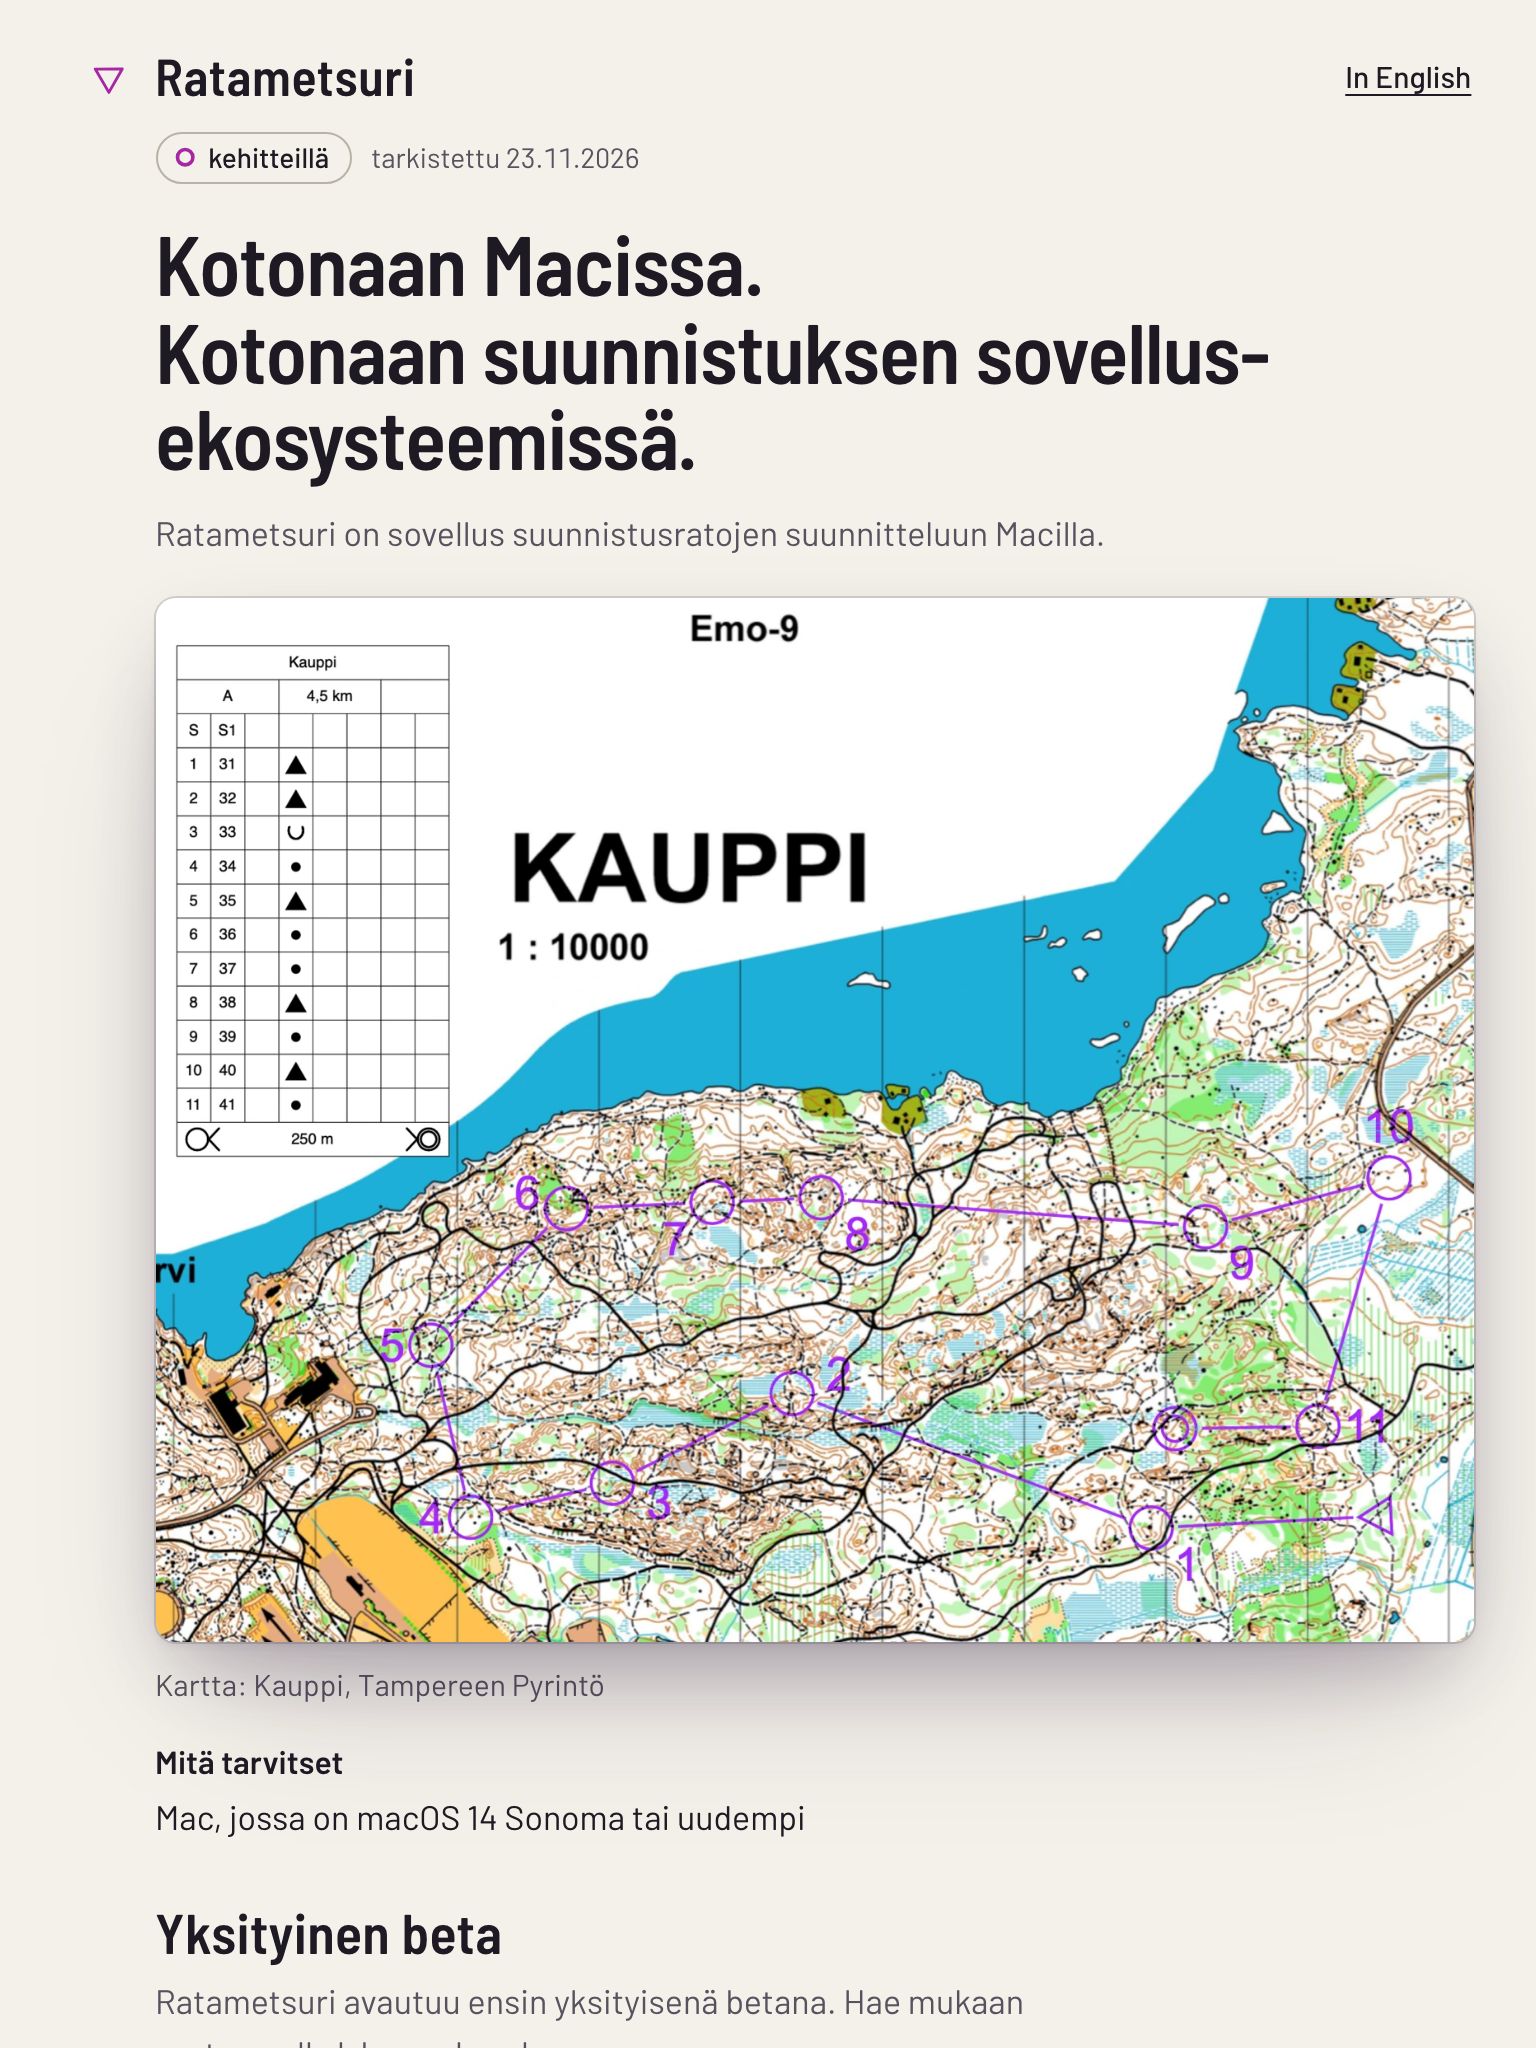 Ratametsuri
In English
kehitteillä
tarkistettu 23.11.2026
Kotonaan Macissa.
Kotonaan suunnistuksen sovellus-
ekosysteemissä.
Ratametsuri on sovellus suunnistusratojen suunnitteluun Macilla.
Emo-9
Kauppi
A 4,5 km
S S1
1 31
2 32
3 33
4 34
5 35
6 36
7 37
8 38
9 39
10 40
11 41
250 m
KAUPPI
1 : 10000
rvi
10
6
7
8
9
5
2
11
4
3
1
Kartta: Kauppi, Tampereen Pyrintö
Mitä tarvitset
Mac, jossa on macOS 14 Sonoma tai uudempi
Yksityinen beta
Ratametsuri avautuu ensin yksityisenä betana. Hae mukaan